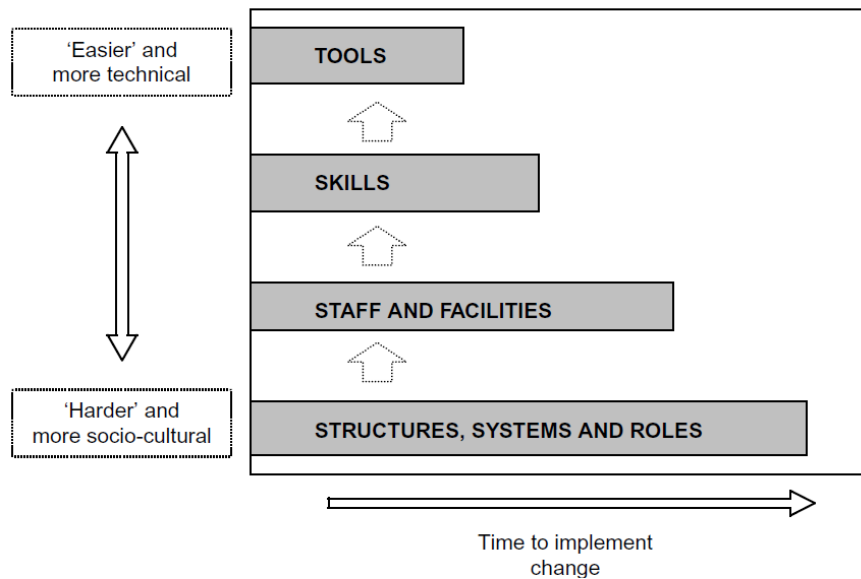 ‘Easier’ and
more technical
TOOLS
SKILLS
STAFF AND FACILITIES
‘Harder’ and
more socio-cultural
STRUCTURES, SYSTEMS AND ROLES
Time to implement
change